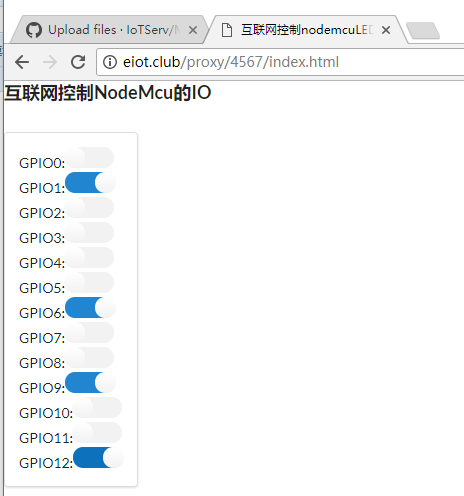 Upload files · IoTServ/N
互联网控制nodemcuLED
eiot.club/proxy/4567/index.html
互联网控制NodeMcu的IO
GPIO0:
GPIO1:
GPIO2:
GPIO3:
GPIO4:
GPIO5:
GPIO6:
GPIO7:
GPIO8:
GPIO9:
GPIO10:
GPIO11:
GPIO12: